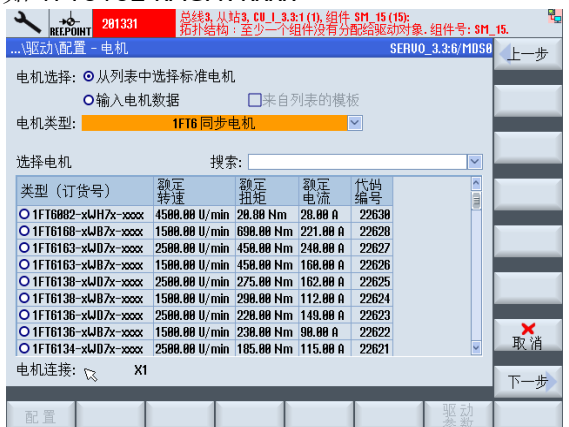 REF.POINT
201331
总线3, 从站3, CU_I_3.3:1 (1), 组件 SM_15 (15):
拓扑结构：至少一个组件没有分配给驱动对象. 组件号: SM_15.
...\驱动\配置 - 电机
SERVO_3.3:6/MDS0
上一步
电机选择:
从列表中选择标准电机
输入电机数据
来自列表的模板
电机类型:
1FT6 同步电机
选择电机
搜索:
类型（订货号） 额定转速 额定扭矩 额定电流 代码编号
1FT6082-xWH7x-xxxx 4500.00 U/min 20.80 Nm 28.00 A 22630
1FT6168-xWB7x-xxxx 1500.00 U/min 690.00 Nm 221.00 A 22628
1FT6163-xWD7x-xxxx 2500.00 U/min 450.00 Nm 240.00 A 22627
1FT6163-xWB7x-xxxx 1500.00 U/min 450.00 Nm 160.00 A 22626
1FT6138-xWD7x-xxxx 2500.00 U/min 275.00 Nm 162.00 A 22625
1FT6138-xWB7x-xxxx 1500.00 U/min 290.00 Nm 112.00 A 22624
1FT6136-xWD7x-xxxx 2500.00 U/min 220.00 Nm 149.00 A 22623
1FT6136-xWB7x-xxxx 1500.00 U/min 230.00 Nm 90.00 A 22622
1FT6134-xWD7x-xxxx 2500.00 U/min 185.00 Nm 115.00 A 22621
取消
电机连接: X1
下一步
配置
驱动参数